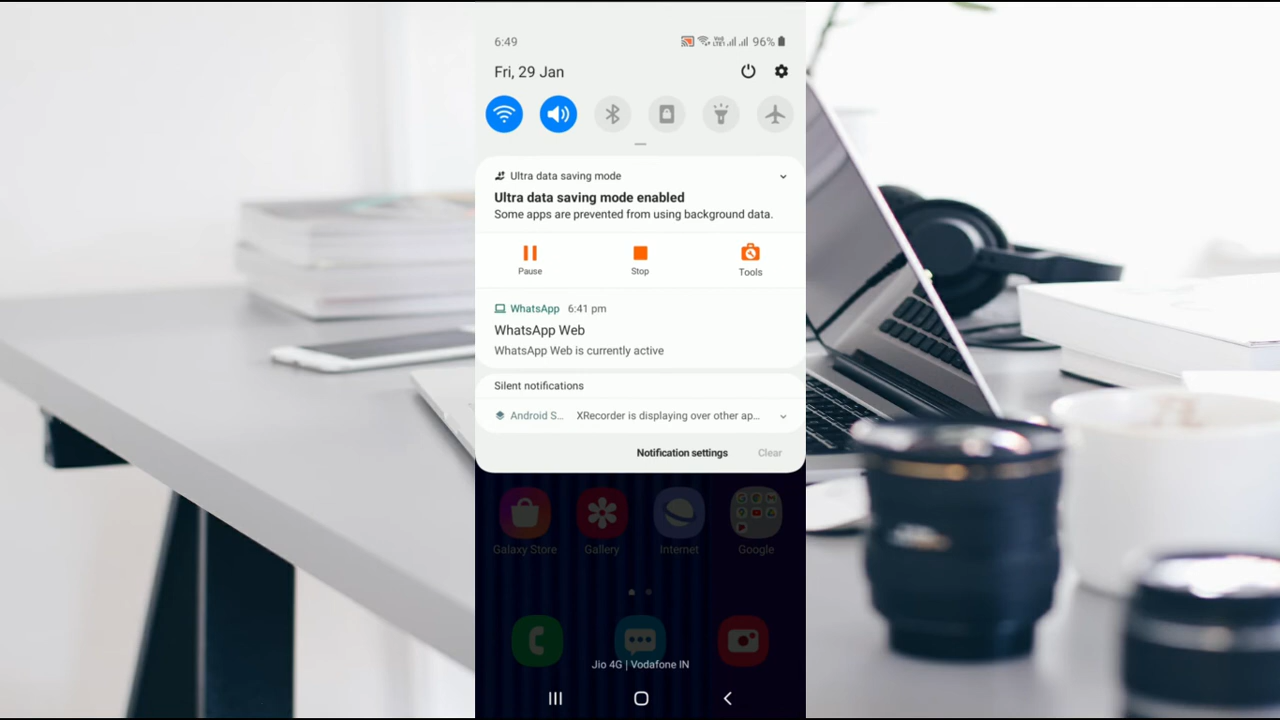 6:49
96%
Fri, 29 Jan
Ultra data saving mode
Ultra data saving mode enabled
Some apps are prevented from using background data.
Pause
Stop
Tools
WhatsApp 6:41 pm
WhatsApp Web
WhatsApp Web is currently active
Silent notifications
Android S... XRecorder is displaying over other ap...
Notification settings
Clear
Galaxy Store
Gallery
Internet
Google
Jio 4G | Vodafone IN